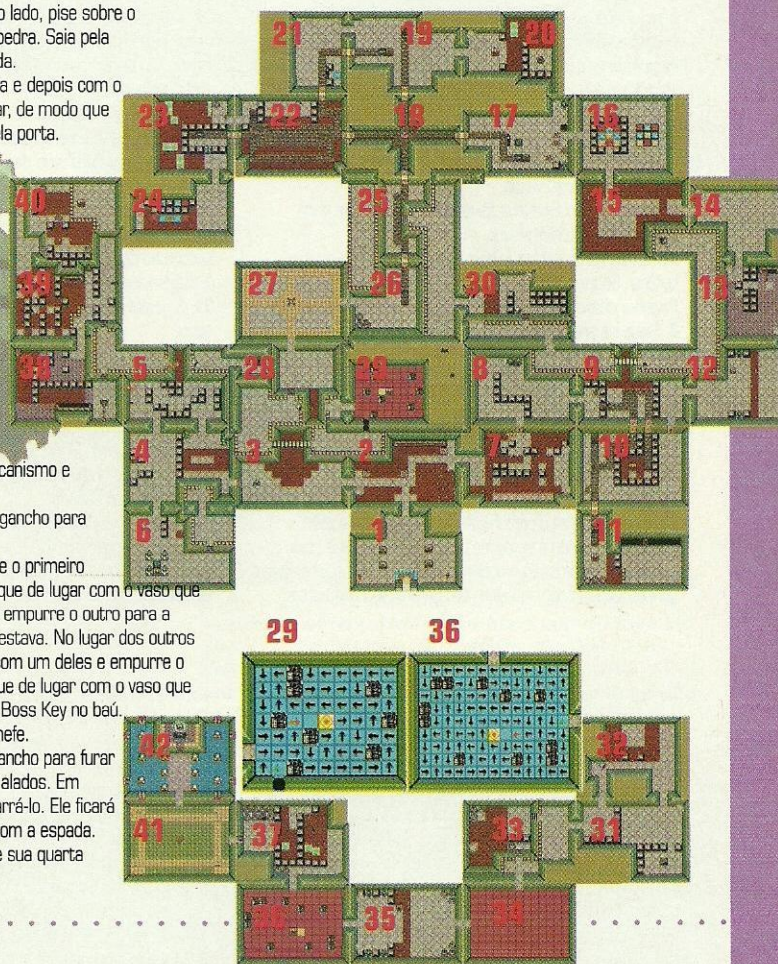 o lado, pise sobre o
pedra. Saia pela
da.
a e depois com o
ar, de modo que
ela porta.
21 19 20
23 22 18 17 16
40 24 25 15 14
39 27 26 30 13
38 5 28 29 8 9 12
4 3 2 7 10
6 1 11
canismo e
gancho para
e o primeiro
que de lugar com o vaso que
empurre o outro para a
estava. No lugar dos outros
com um deles e empurre o
ue de lugar com o vaso que
Boss Key no baú.
hefe.
ancho para furar
alados. Em
arrá-lo. Ele ficará
om a espada.
e sua quarta
29 36
42 32
41 37 33 31
36 35 34